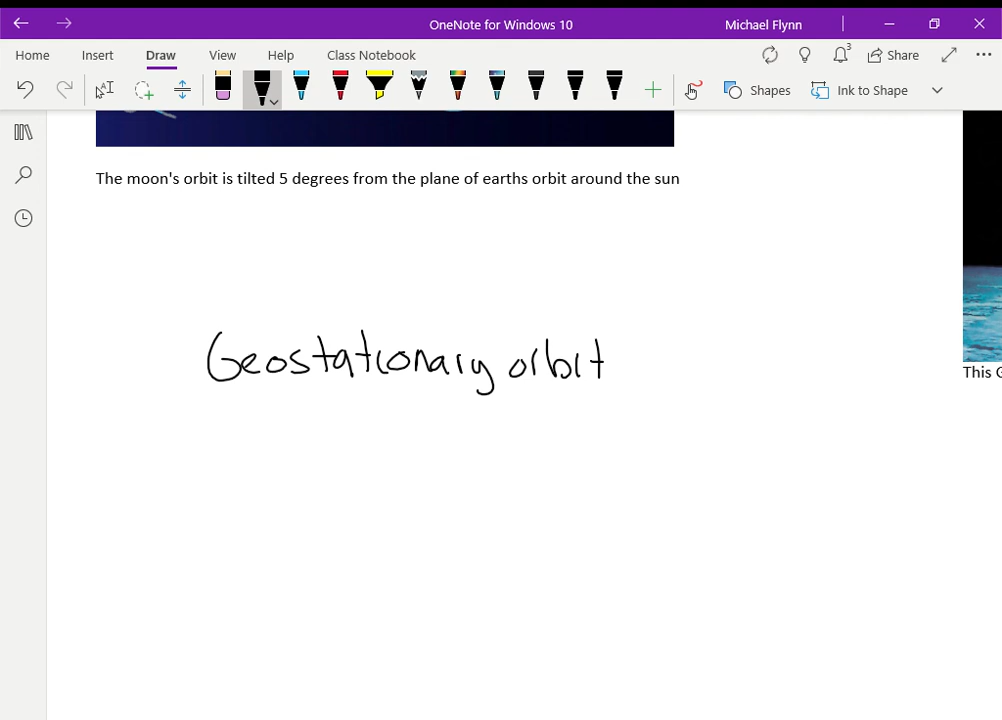 OneNote for Windows 10
Michael Flynn
Home Insert Draw View Help Class Notebook
3
Share
Shapes
Ink to Shape
The moon's orbit is tilted 5 degrees from the plane of earths orbit around the sun
Geostationary orbit
This G